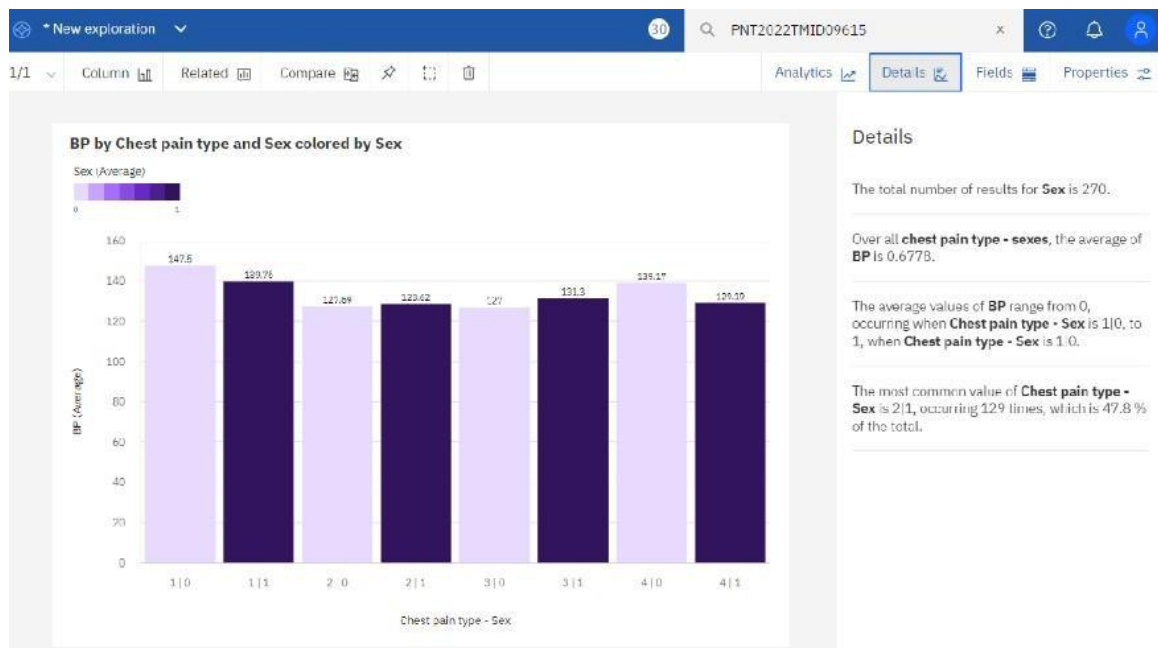 * New exploration
30
PNT2022TMID09615
x
1/1
Column
Related
Compare
Analytics
Details
Fields
Properties
BP by Chest pain type and Sex colored by Sex
Sex (Average)
0
1
160
140
120
100
80
60
40
20
0
BP (Average)
147.5
139.76
127.69
128.62
127
131.3
139.17
1|0
1|1
2|0
2|1
3|0
3|1
4|0
4|1
Chest pain type - Sex
Details
The total number of results for Sex is 270.
Over all chest pain type - sexes, the average of
BP is 0.6778.
The average values of BP range from 0,
occurring when Chest pain type - Sex is 1|0, to
1, when Chest pain type - Sex is 1|0.
The most common value of Chest pain type -
Sex is 2|1, occurring 129 times, which is 47.8 %
of the total.